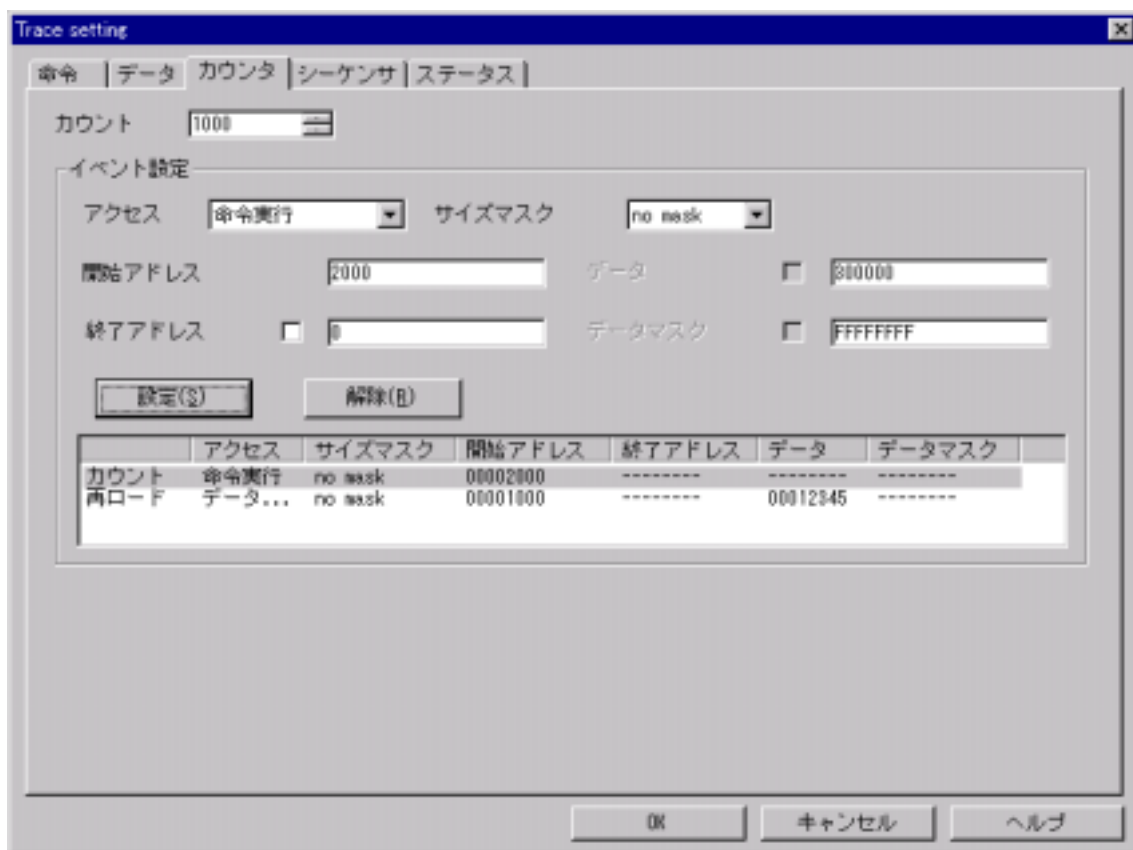 Trace setting
命令 データ カウンタ シーケンサ ステータス
カウント 1000
イベント設定
アクセス 命令実行 サイズマスク no mask
開始アドレス 2000 データ 300000
終了アドレス 0 データマスク FFFFFFFF
設定(S) 解除(R)
アクセス サイズマスク 開始アドレス 終了アドレス データ データマスク
カウント 命令実行 no mask 00002000 -------- -------- --------
再ロード データ... no mask 00001000 -------- 00012345 --------
OK キャンセル ヘルプ